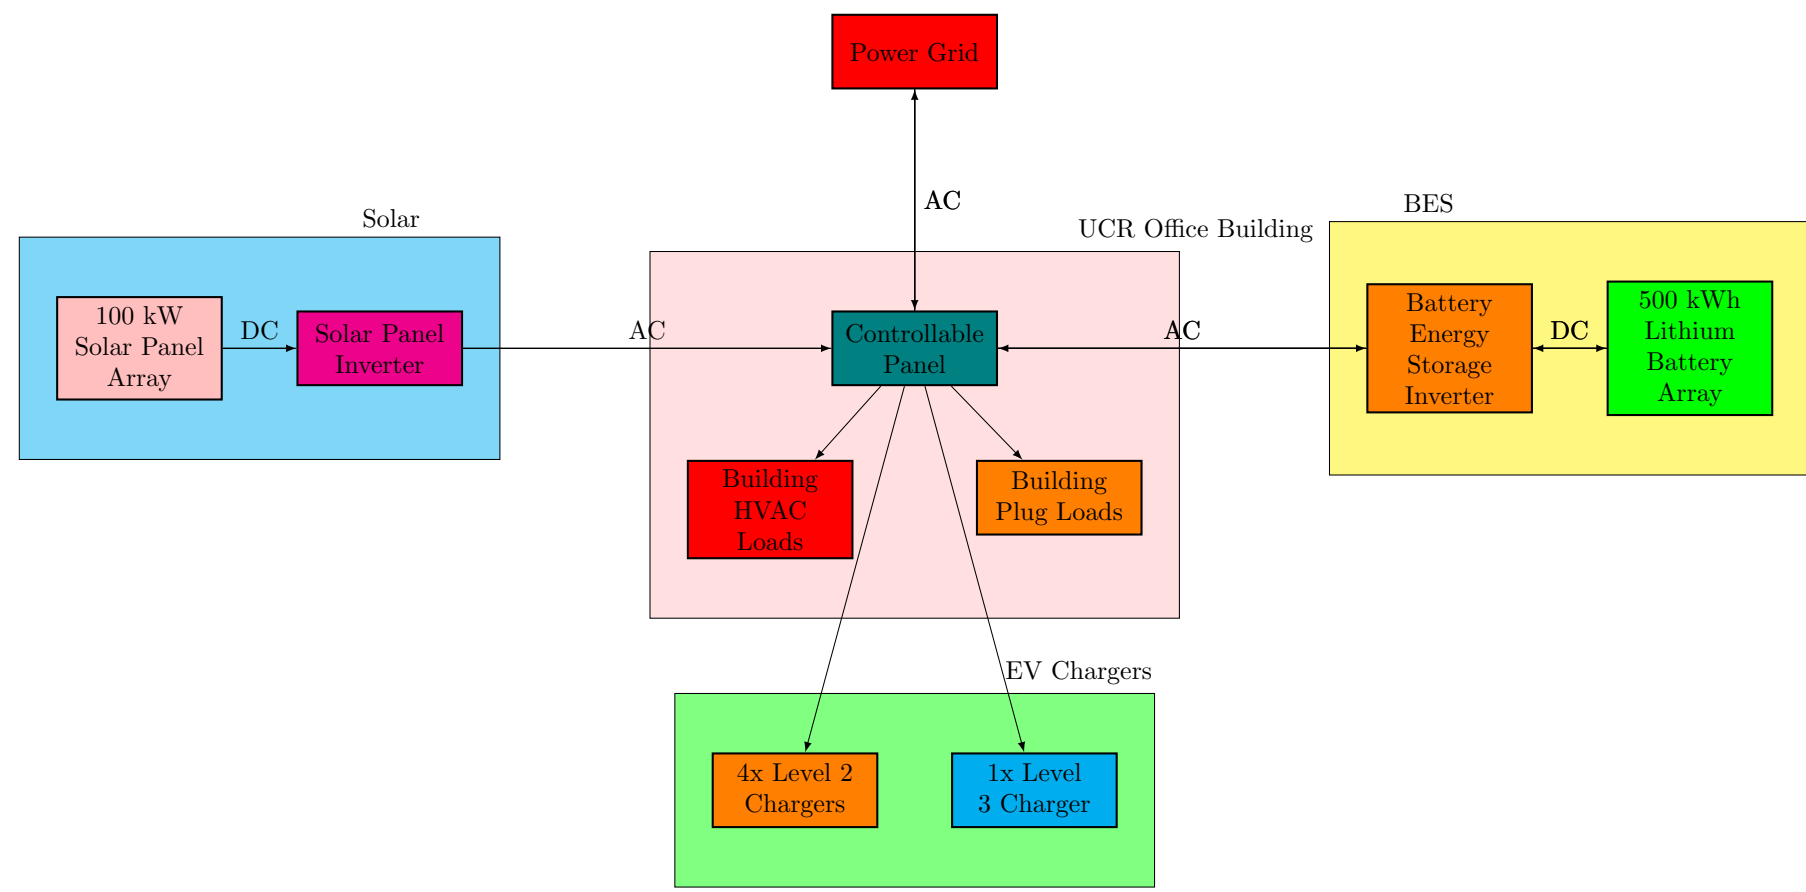 Power Grid
AC
Solar
UCR Office Building
BES
100 kW
Solar Panel
Array
DC
Solar Panel
Inverter
AC
Controllable
Panel
AC
Battery
Energy
Storage
Inverter
DC
500 kWh
Lithium
Battery
Array
Building
HVAC
Loads
Building
Plug Loads
EV Chargers
4x Level 2
Chargers
1x Level
3 Charger